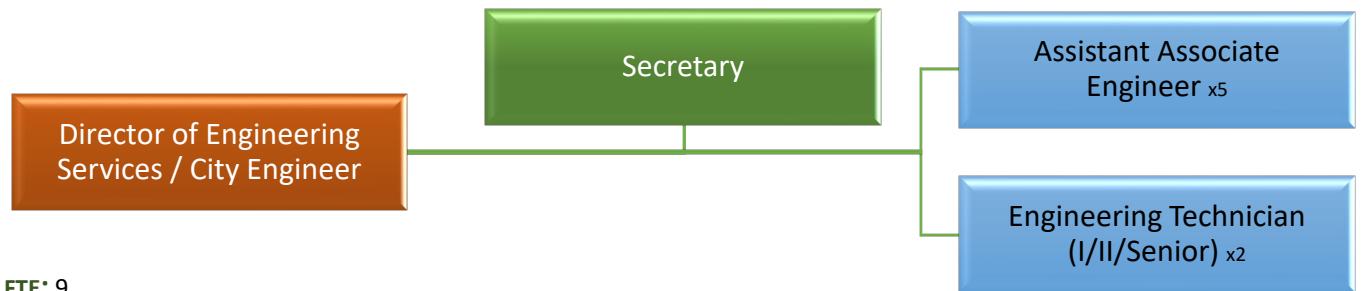 Secretary
Director of Engineering
Services / City Engineer
Assistant Associate
Engineer x5
Engineering Technician
(I/II/Senior) x2
FTE: 9